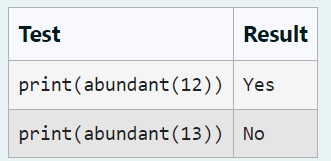 Test Result
print(abundant(12)) Yes
print(abundant(13)) No